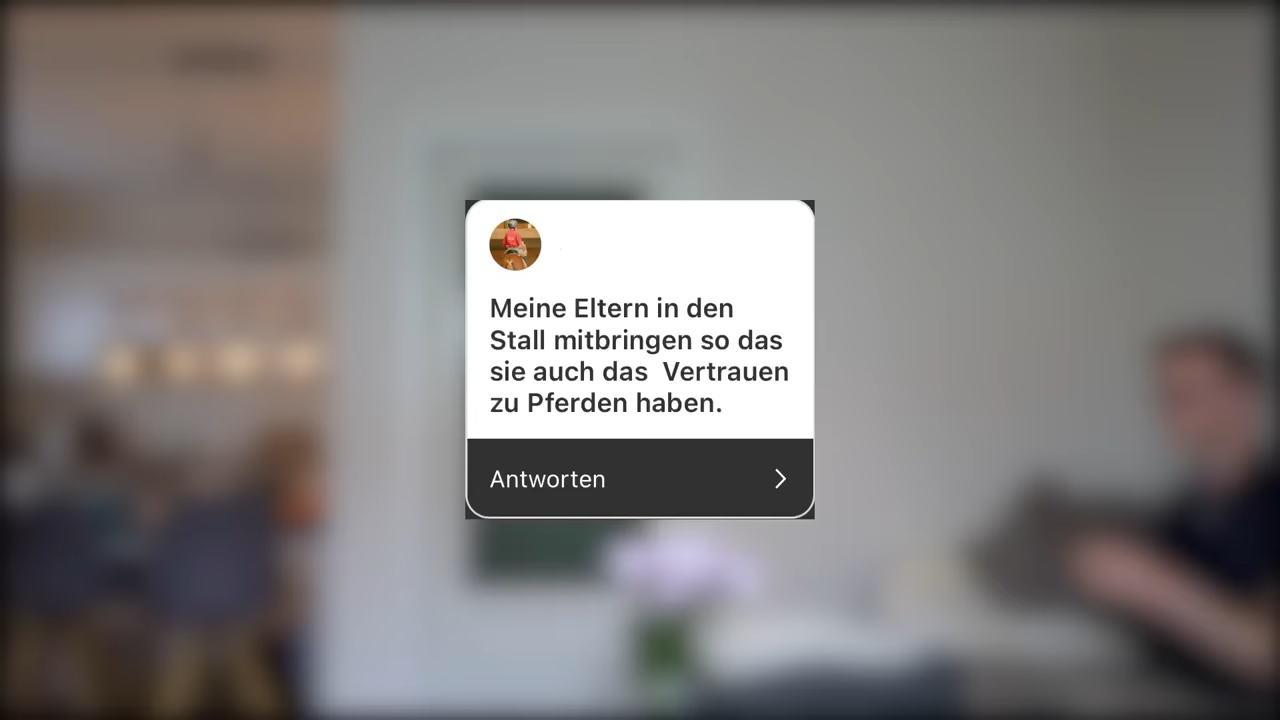 Meine Eltern in den
Stall mitbringen so das
sie auch das  Vertrauen
zu Pferden haben.
Antworten